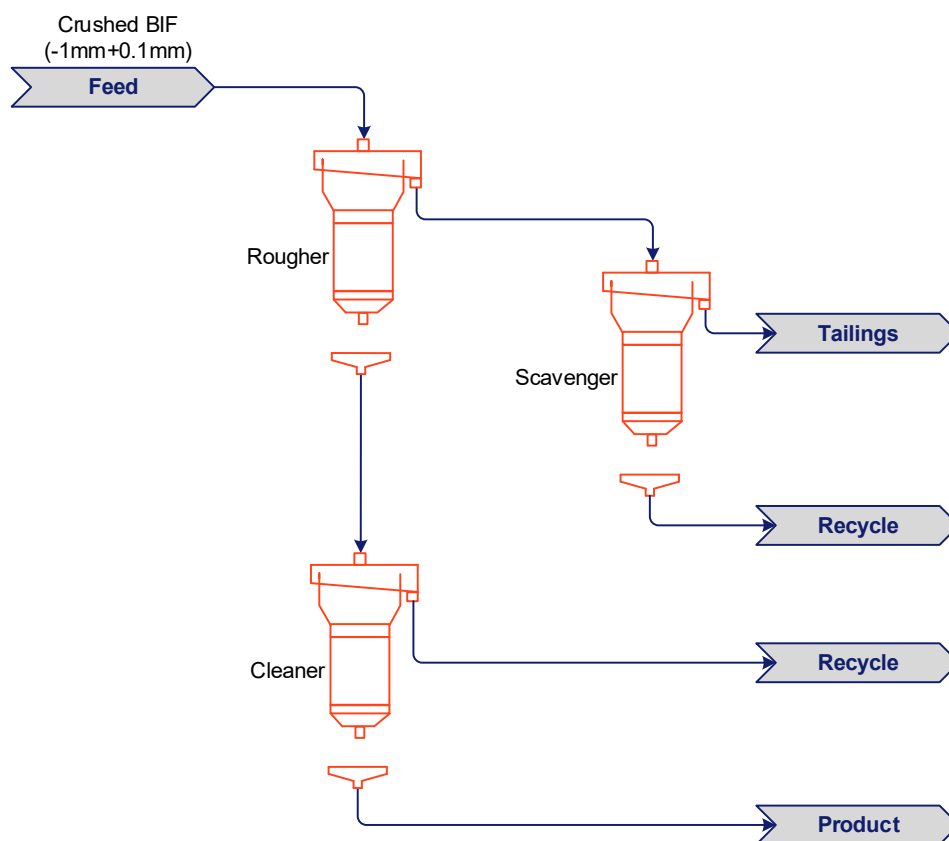 Crushed BIF
(-1mm+0.1mm)
Feed
Rougher
Scavenger
Tailings
Recycle
Cleaner
Recycle
Product